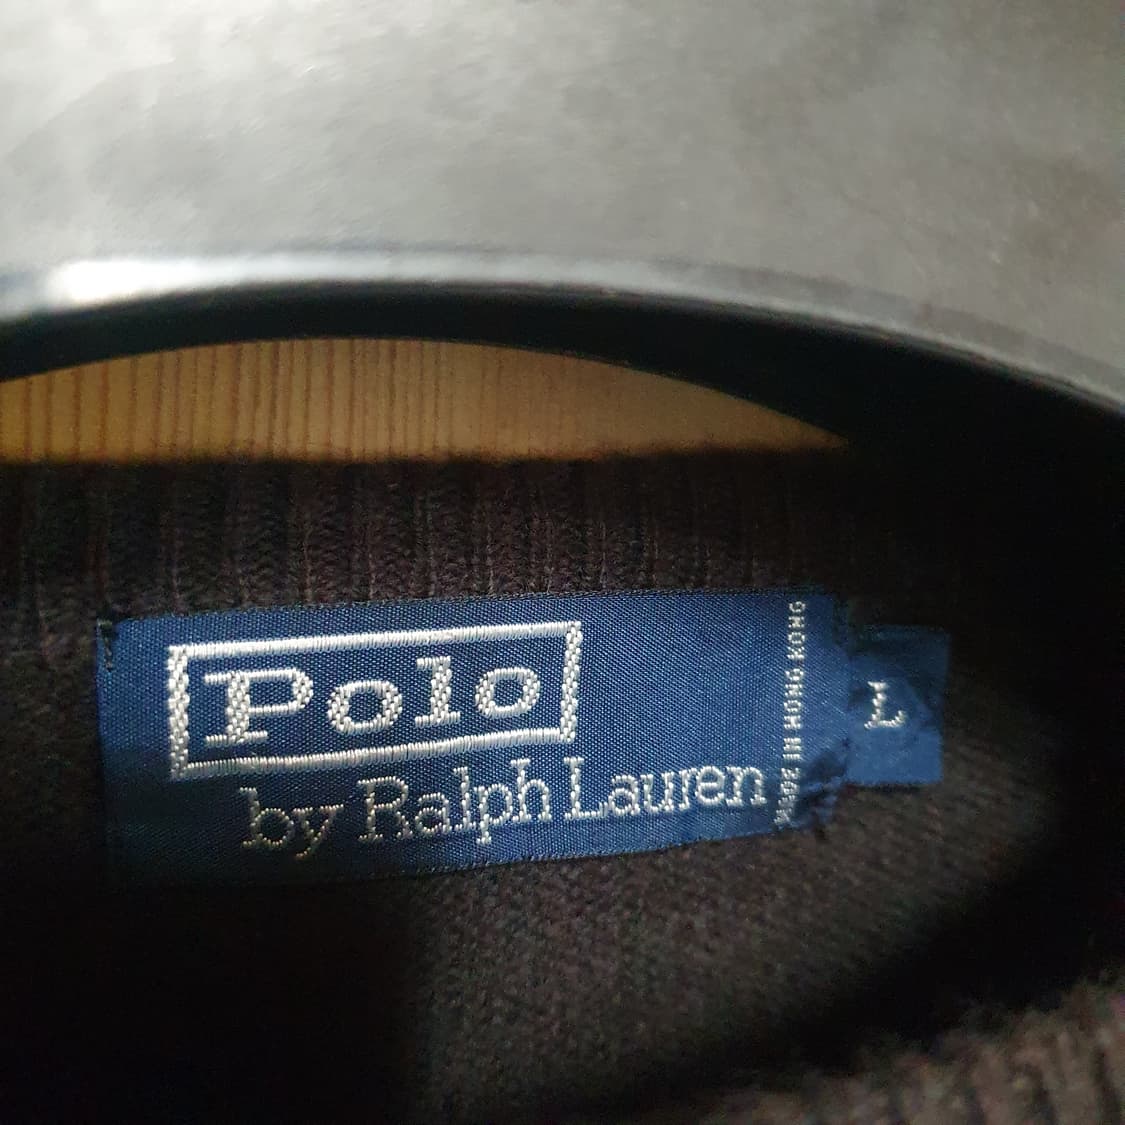 Polo
by Ralph Lauren
MADE IN HONG KONG
L